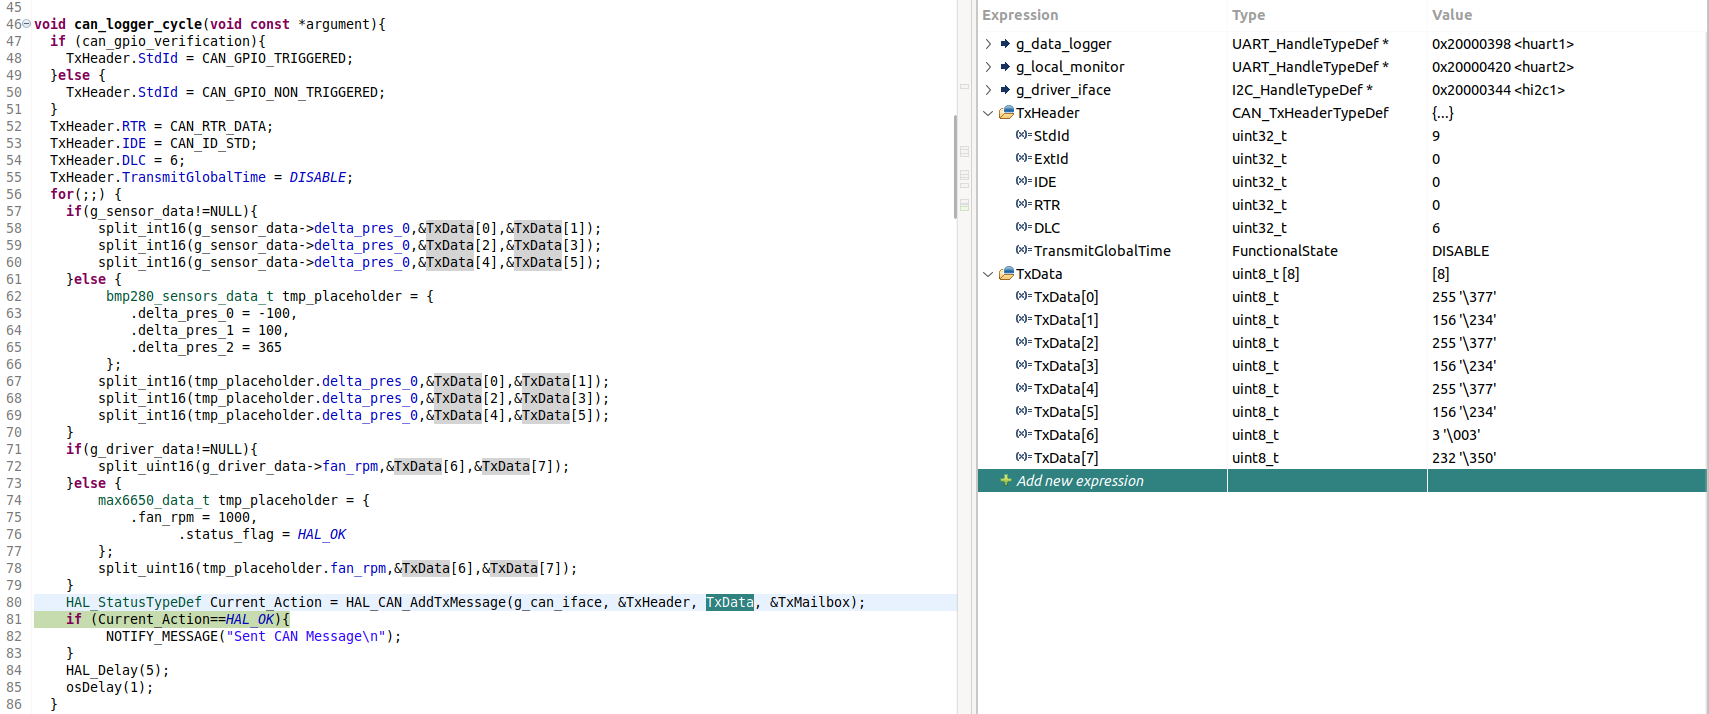 45
46 void can_logger_cycle(void const *argument){
47 if (can_gpio_verification){
48 TxHeader.StdId = CAN_GPIO_TRIGGERED;
49 }else {
50 TxHeader.StdId = CAN_GPIO_NON_TRIGGERED;
51 }
52 TxHeader.RTR = CAN_RTR_DATA;
53 TxHeader.IDE = CAN_ID_STD;
54 TxHeader.DLC = 6;
55 TxHeader.TransmitGlobalTime = DISABLE;
56 for(;;) {
57 if(g_sensor_data!=NULL){
58 split_int16(g_sensor_data->delta_pres_0,&TxData[0],&TxData[1]);
59 split_int16(g_sensor_data->delta_pres_0,&TxData[2],&TxData[3]);
60 split_int16(g_sensor_data->delta_pres_0,&TxData[4],&TxData[5]);
61 }else {
62 bmp280_sensors_data_t tmp_placeholder = {
63 .delta_pres_0 = -100,
64 .delta_pres_1 = 100,
65 .delta_pres_2 = 365
66 };
67 split_int16(tmp_placeholder.delta_pres_0,&TxData[0],&TxData[1]);
68 split_int16(tmp_placeholder.delta_pres_0,&TxData[2],&TxData[3]);
69 split_int16(tmp_placeholder.delta_pres_0,&TxData[4],&TxData[5]);
70 }
71 if(g_driver_data!=NULL){
72 split_uint16(g_driver_data->fan_rpm,&TxData[6],&TxData[7]);
73 }else {
74 max6650_data_t tmp_placeholder = {
75 .fan_rpm = 1000,
76 .status_flag = HAL_OK
77 };
78 split_uint16(tmp_placeholder.fan_rpm,&TxData[6],&TxData[7]);
79 }
80 HAL_StatusTypeDef Current_Action = HAL_CAN_AddTxMessage(g_can_iface, &TxHeader, TxData, &TxMailbox);
81 if (Current_Action==HAL_OK){
82 NOTIFY_MESSAGE("Sent CAN Message\n");
83 }
84 HAL_Delay(5);
85 osDelay(1);
86 }
Expression Type Value
g_data_logger UART_HandleTypeDef * 0x20000398 <huart1>
g_local_monitor UART_HandleTypeDef * 0x20000420 <huart2>
g_driver_iface I2C_HandleTypeDef * 0x20000344 <hi2c1>
TxHeader CAN_TxHeaderTypeDef {...}
(x)= StdId uint32_t 9
(x)= ExtId uint32_t 0
(x)= IDE uint32_t 0
(x)= RTR uint32_t 0
(x)= DLC uint32_t 6
(x)= TransmitGlobalTime FunctionalState DISABLE
TxData uint8_t [8] [8]
(x)= TxData[0] uint8_t 255 '\377'
(x)= TxData[1] uint8_t 156 '\234'
(x)= TxData[2] uint8_t 255 '\377'
(x)= TxData[3] uint8_t 156 '\234'
(x)= TxData[4] uint8_t 255 '\377'
(x)= TxData[5] uint8_t 156 '\234'
(x)= TxData[6] uint8_t 3 '\003'
(x)= TxData[7] uint8_t 232 '\350'
Add new expression